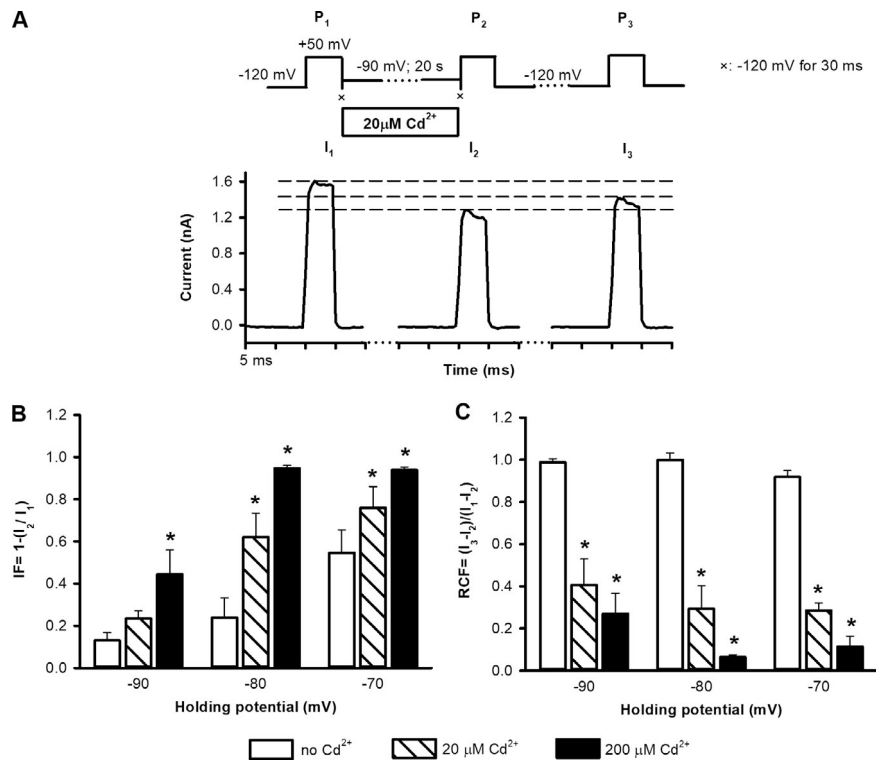 A
P1 P2 P3
+50 mV
-120 mV -90 mV; 20 s -120 mV ×: -120 mV for 30 ms
× ×
20μM Cd²⁺
I1 I2 I3
1.6
1.2
0.8
0.4
0.0
Current (nA)
5 ms
Time (ms)
B
1.2
1.0
0.8
0.6
0.4
0.2
0.0
IF= 1-(I2/ I1)
* * * * *
-90 -80 -70
Holding potential (mV)
C
1.2
1.0
0.8
0.6
0.4
0.2
0.0
RCF= (I3-I2)/(I1-I2)
* * * * * *
-90 -80 -70
Holding potential (mV)
no Cd²⁺ 20 μM Cd²⁺ 200 μM Cd²⁺